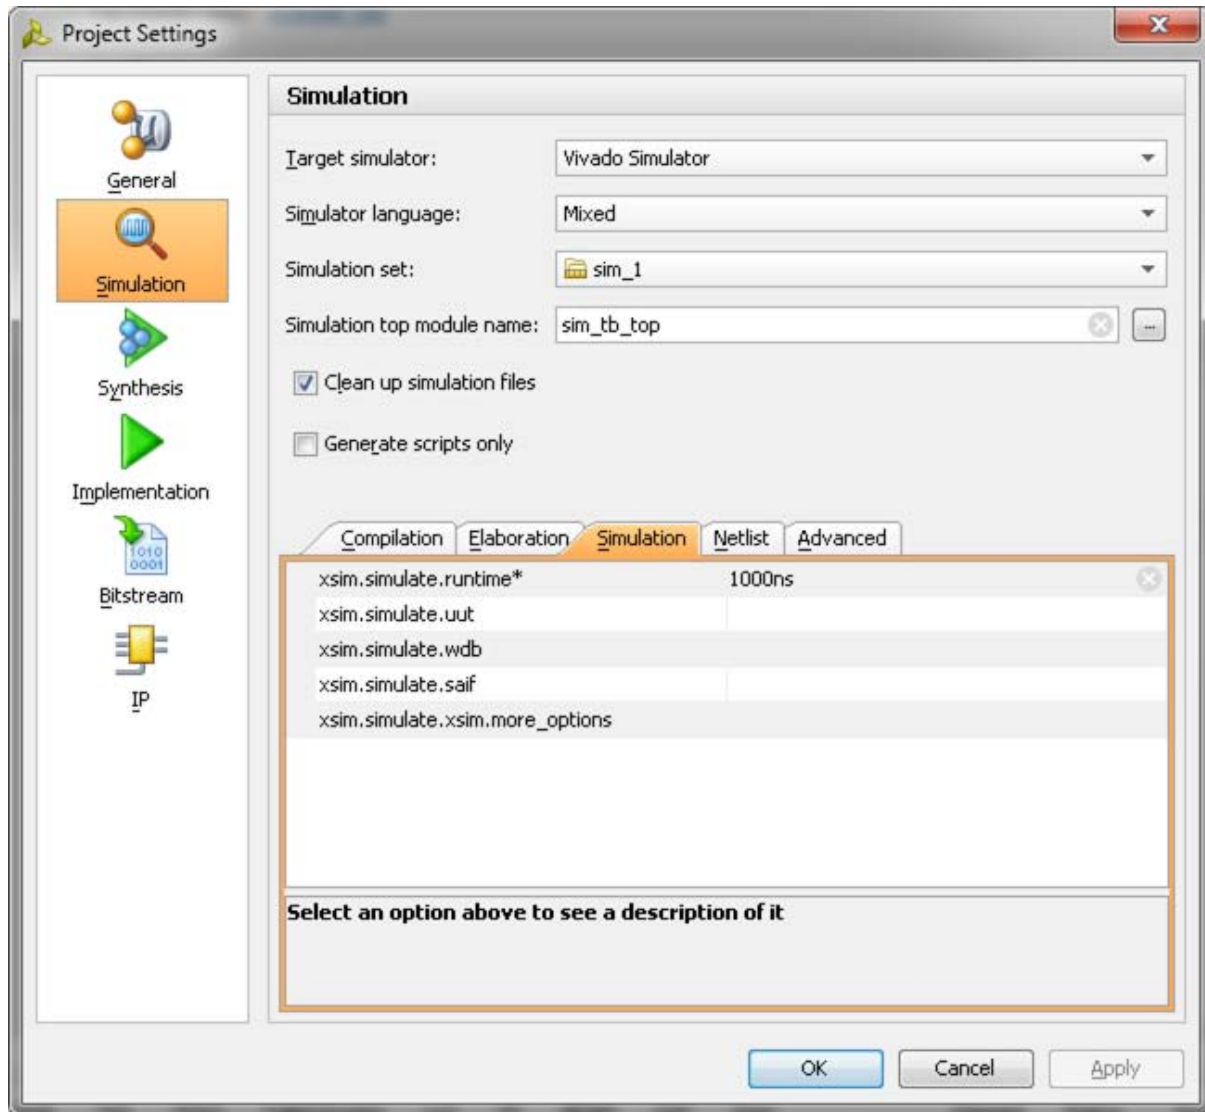 Project Settings
General
Simulation
Synthesis
Implementation
1010
0001
Bitstream
IP
Simulation
Target simulator: Vivado Simulator
Simulator language: Mixed
Simulation set: sim_1
Simulation top module name: sim_tb_top ...
Clean up simulation files
Generate scripts only
Compilation Elaboration Simulation Netlist Advanced
xsim.simulate.runtime* 1000ns
xsim.simulate.uut
xsim.simulate.wdb
xsim.simulate.saif
xsim.simulate.xsim.more_options
Select an option above to see a description of it
OK Cancel Apply